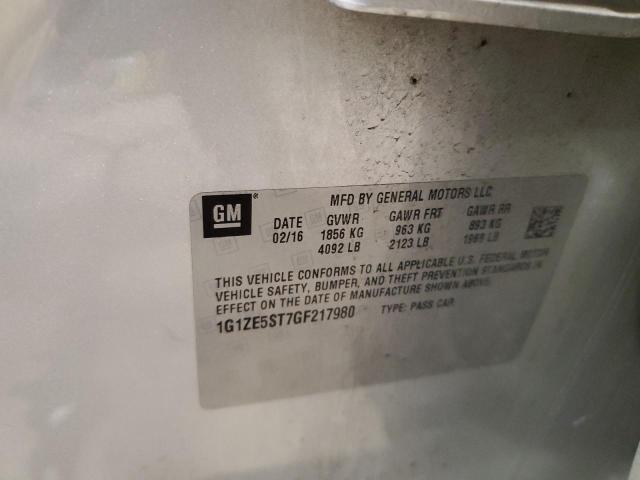 MFD BY GENERAL MOTORS LLC
GM ®
DATE GVWR GAWR FRT GAWR RR
02/16 1856 KG 963 KG 893 KG
4092 LB 2123 LB 1969 LB
THIS VEHICLE CONFORMS TO ALL APPLICABLE U.S. FEDERAL MOTOR
VEHICLE SAFETY, BUMPER, AND THEFT PREVENTION STANDARDS IN
EFFECT ON THE DATE OF MANUFACTURE SHOWN ABOVE.
1G1ZE5ST7GF217980 TYPE: PASS CAR